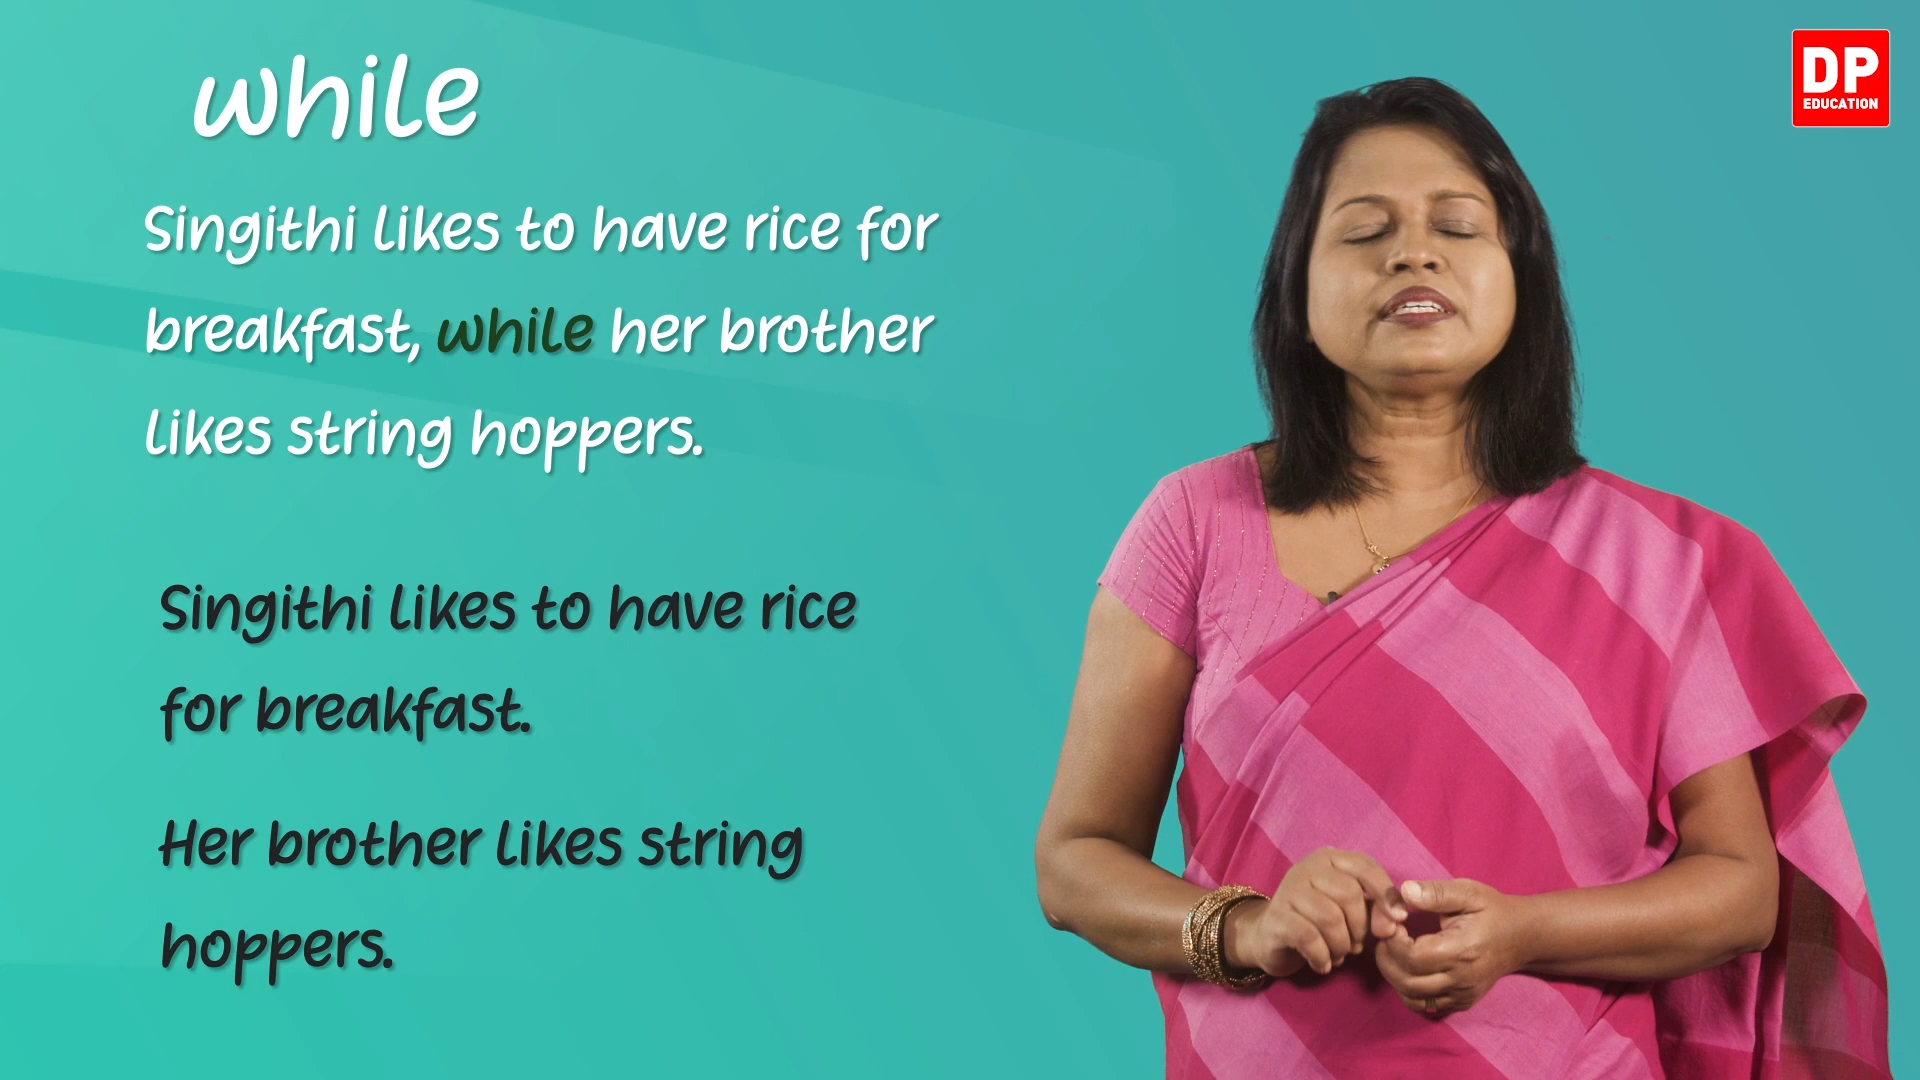 while
Singithi likes to have rice for
breakfast, while her brother
likes string hoppers.
Singithi likes to have rice
for breakfast.
Her brother likes string
hoppers.
DP
EDUCATION